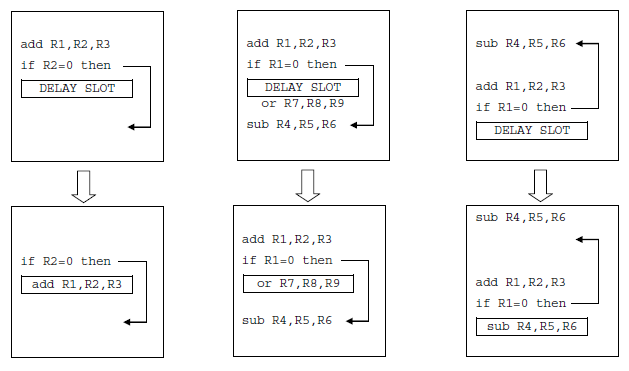 add R1,R2,R3
if R2=0 then
DELAY SLOT
add R1,R2,R3
if R1=0 then
DELAY SLOT
or R7,R8,R9
sub R4,R5,R6
sub R4,R5,R6
add R1,R2,R3
if R1=0 then
DELAY SLOT
if R2=0 then
add R1,R2,R3
add R1,R2,R3
if R1=0 then
or R7,R8,R9
sub R4,R5,R6
sub R4,R5,R6
add R1,R2,R3
if R1=0 then
sub R4,R5,R6